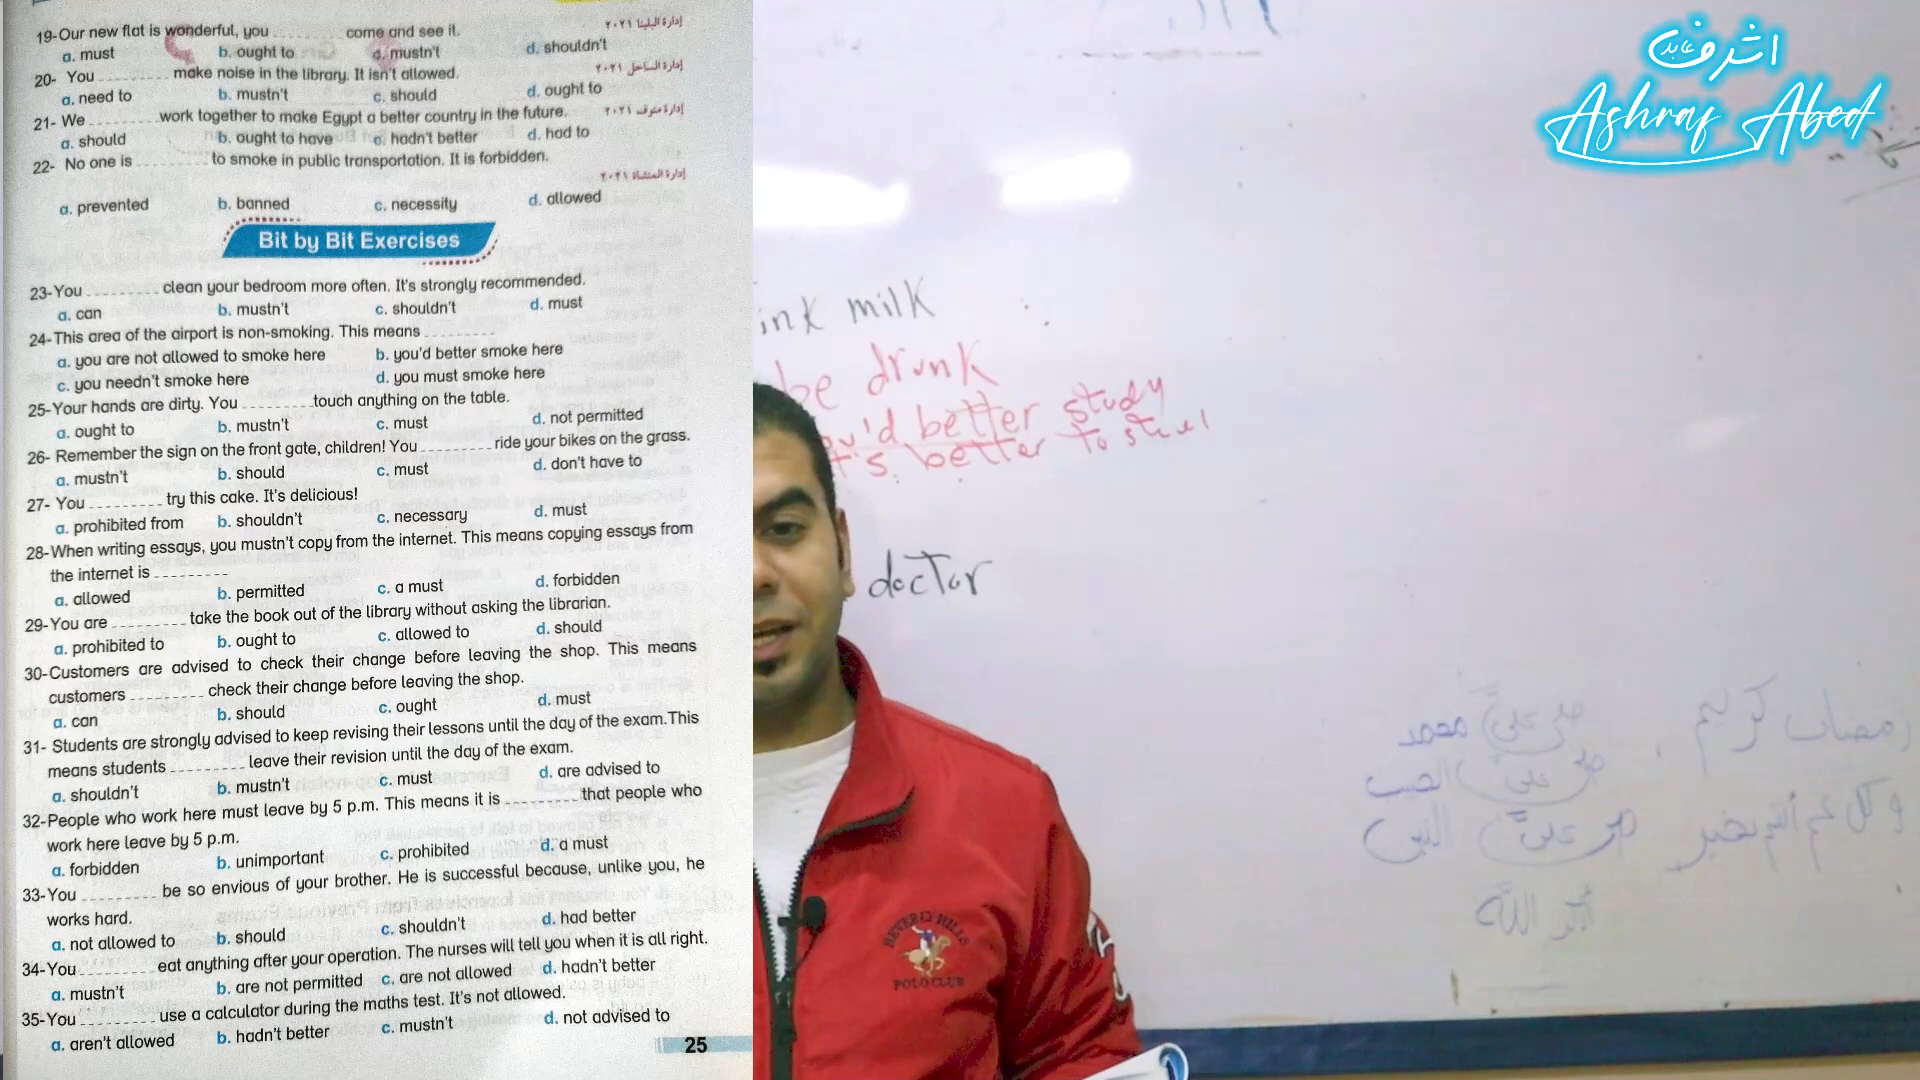 19-Our new flat is wonderful, you ......... come and see it. إدارة البلينا ٢٠٢١
a. must b. ought to c. mustn't d. shouldn't
20- You ......... make noise in the library. It isn't allowed. إدارة الساحل ٢٠٢١
a. need to b. mustn't c. should d. ought to
21- We ......... work together to make Egypt a better country in the future. إدارة منوف ٢٠٢١
a. should b. ought to have c. hadn't better d. had to
22- No one is ......... to smoke in public transportation. It is forbidden.
إدارة المنشاة ٢٠٢١
a. prevented b. banned c. necessity d. allowed
Bit by Bit Exercises
23-You ......... clean your bedroom more often. It's strongly recommended.
a. can b. mustn't c. shouldn't d. must
24-This area of the airport is non-smoking. This means .........
a. you are not allowed to smoke here b. you'd better smoke here
c. you needn't smoke here d. you must smoke here
25-Your hands are dirty. You ......... touch anything on the table.
a. ought to b. mustn't c. must d. not permitted
26- Remember the sign on the front gate, children! You ......... ride your bikes on the grass.
a. mustn't b. should c. must d. don't have to
27- You ......... try this cake. It's delicious!
a. prohibited from b. shouldn't c. necessary d. must
28-When writing essays, you mustn't copy from the internet. This means copying essays from
the internet is .........
a. allowed b. permitted c. a must d. forbidden
29-You are ......... take the book out of the library without asking the librarian.
a. prohibited to b. ought to c. allowed to d. should
30-Customers are advised to check their change before leaving the shop. This means
customers ......... check their change before leaving the shop.
a. can b. should c. ought d. must
31- Students are strongly advised to keep revising their lessons until the day of the exam.This
means students ......... leave their revision until the day of the exam.
a. shouldn't b. mustn't c. must d. are advised to
32-People who work here must leave by 5 p.m. This means it is ......... that people who
work here leave by 5 p.m.
a. forbidden b. unimportant c. prohibited d. a must
33-You ......... be so envious of your brother. He is successful because, unlike you, he
works hard.
a. not allowed to b. should c. shouldn't d. had better
34-You ......... eat anything after your operation. The nurses will tell you when it is all right.
a. mustn't b. are not permitted c. are not allowed d. hadn't better
35-You ......... use a calculator during the maths test. It's not allowed.
a. aren't allowed b. hadn't better c. mustn't d. not advised to
25
اشرف عابد
Ashraf Abed
ink milk
be drunk
ou'd better study
t's better to
doctor
رمضان كريم , صل على محمد
صل على الحبيب
و كل عام أنتم بخير صل على النبي
اذكر الله
BEVERLY HILLS
POLO CLUB